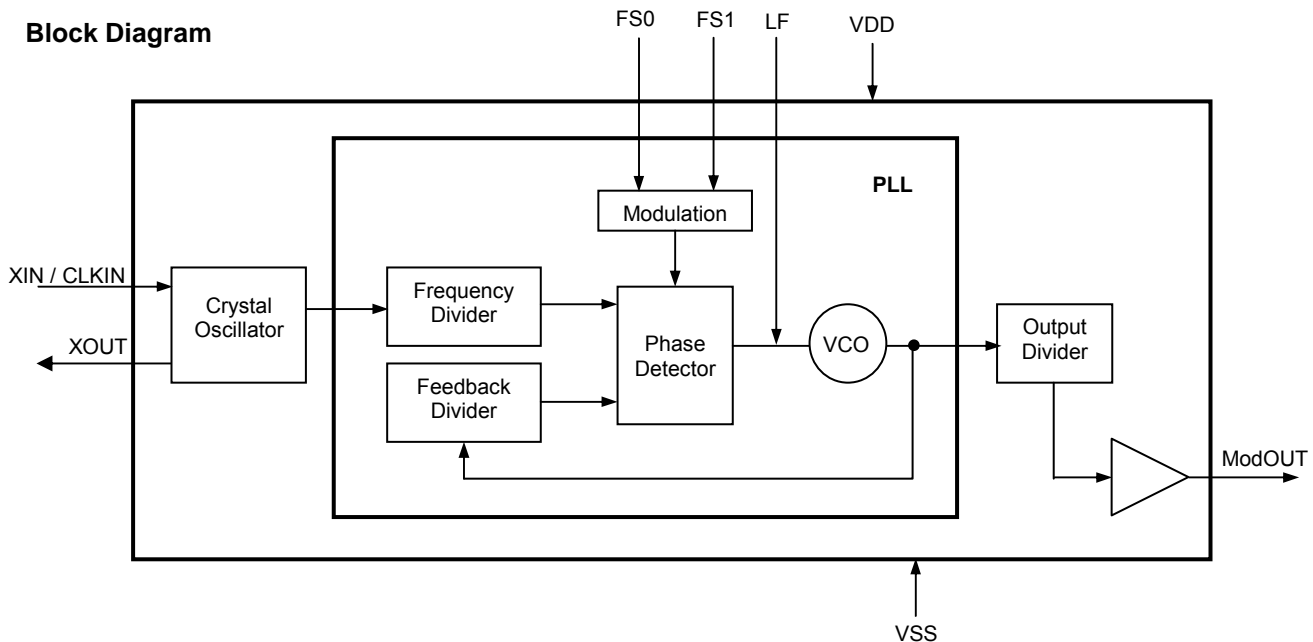 Block Diagram
FS0
FS1
LF
VDD
PLL
Modulation
XIN / CLKIN
XOUT
Crystal
Oscillator
Frequency
Divider
Feedback
Divider
Phase
Detector
VCO
Output
Divider
ModOUT
VSS